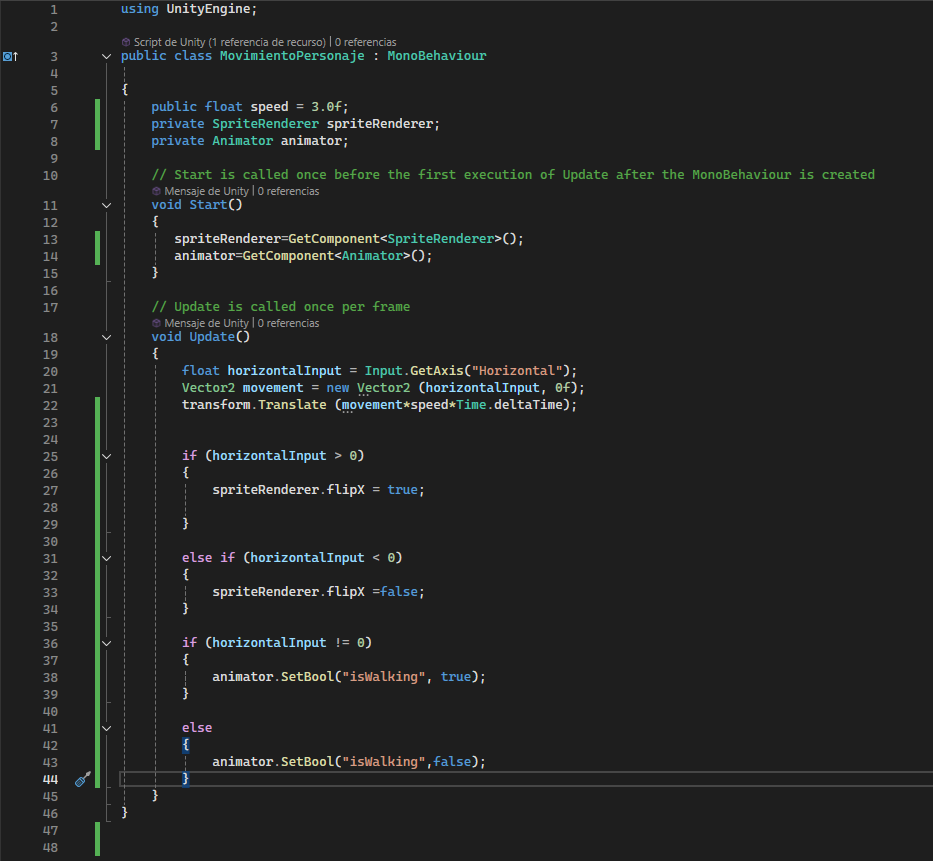 1 using UnityEngine;
2
Script de Unity (1 referencia de recurso) | 0 referencias
3 public class MovimientoPersonaje : MonoBehaviour
4
5 {
6 public float speed = 3.0f;
7 private SpriteRenderer spriteRenderer;
8 private Animator animator;
9
10 // Start is called once before the first execution of Update after the MonoBehaviour is created
Mensaje de Unity | 0 referencias
11 void Start()
12 {
13 spriteRenderer=GetComponent<SpriteRenderer>();
14 animator=GetComponent<Animator>();
15 }
16
17 // Update is called once per frame
Mensaje de Unity | 0 referencias
18 void Update()
19 {
20 float horizontalInput = Input.GetAxis("Horizontal");
21 Vector2 movement = new Vector2 (horizontalInput, 0f);
22 transform.Translate (movement*speed*Time.deltaTime);
23
24
25 if (horizontalInput > 0)
26 {
27 spriteRenderer.flipX = true;
28
29 }
30
31 else if (horizontalInput < 0)
32 {
33 spriteRenderer.flipX =false;
34 }
35
36 if (horizontalInput != 0)
37 {
38 animator.SetBool("isWalking", true);
39 }
40
41 else
42 {
43 animator.SetBool("isWalking",false);
44 }
45 }
46 }
47
48